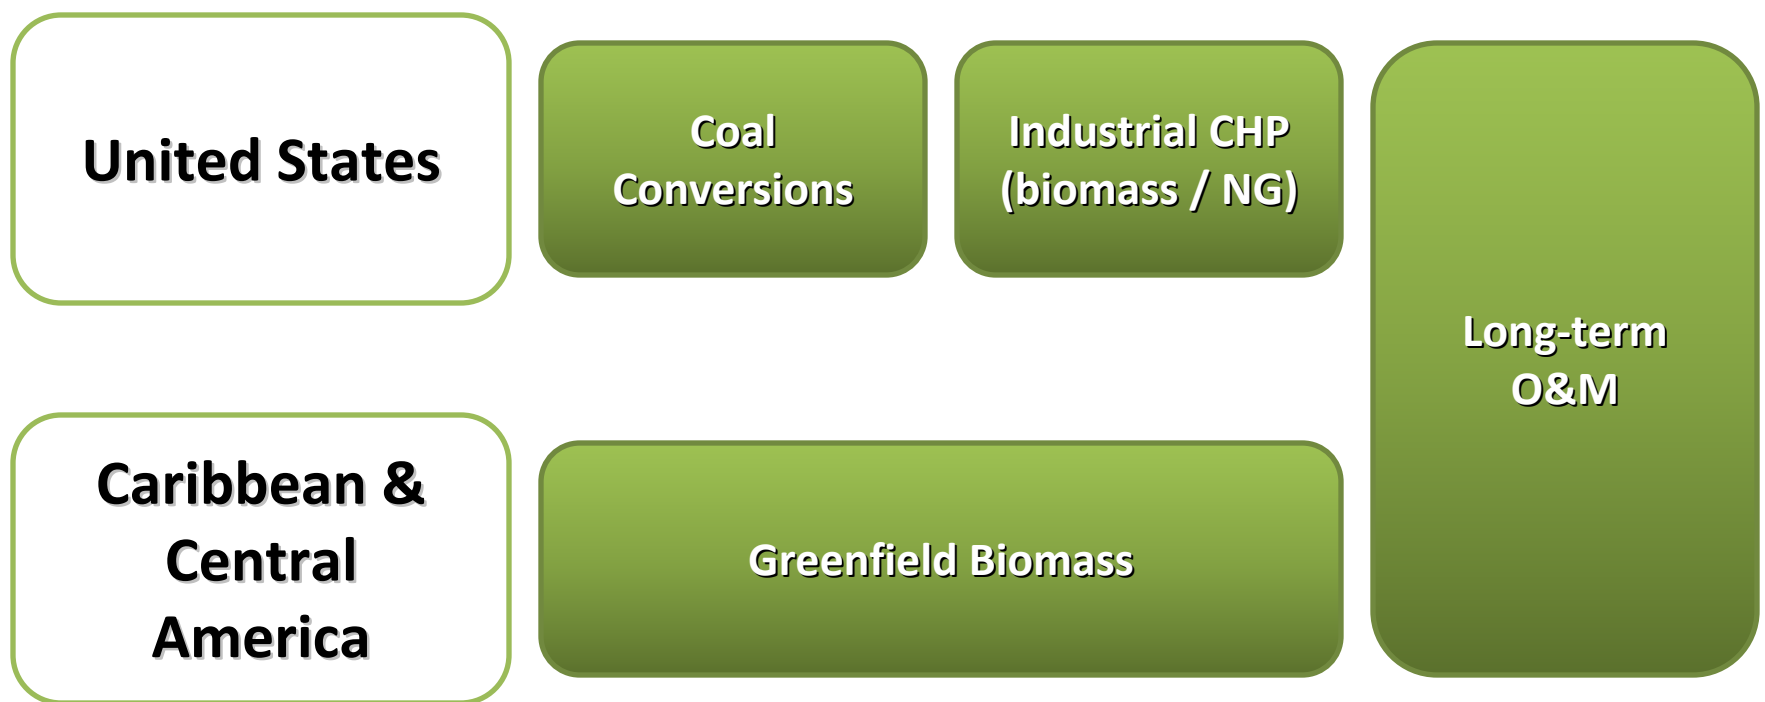 United States
Coal
Conversions
Industrial CHP
(biomass / NG)
Long-term
O&M
Caribbean &
Central
America
Greenfield Biomass